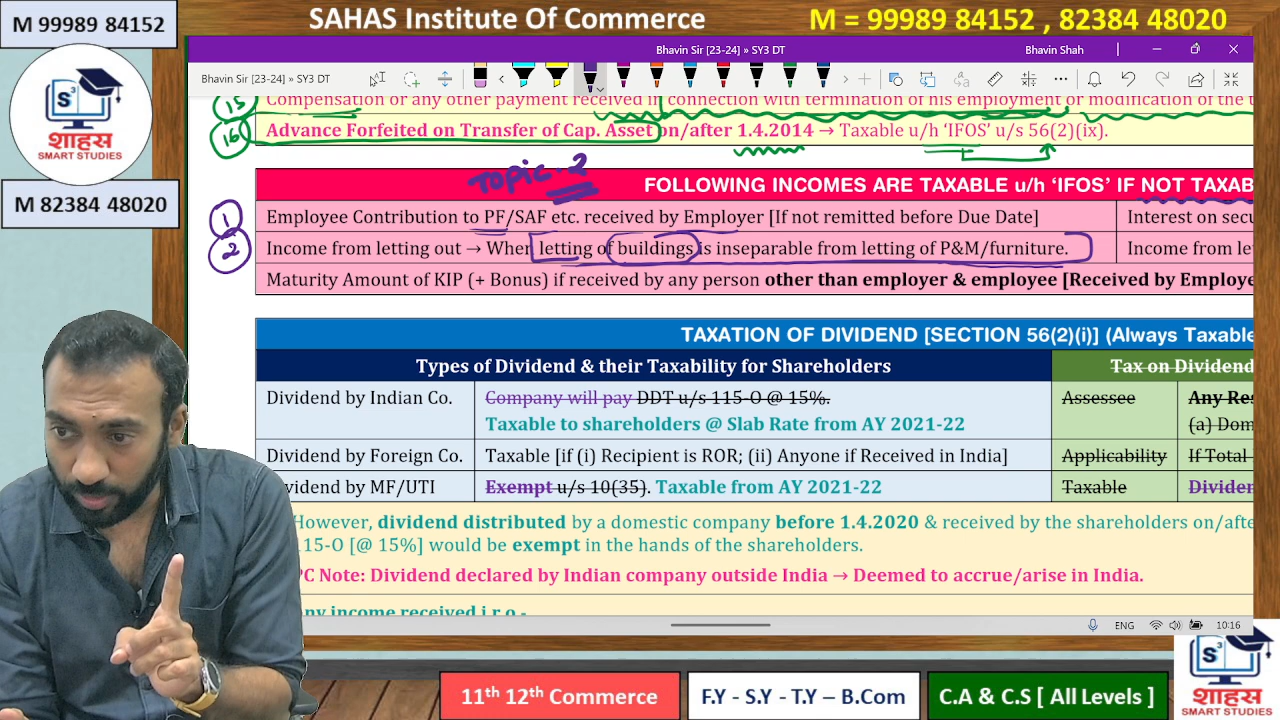 M 99989 84152
SAHAS Institute Of Commerce
M = 99989 84152 , 82384 48020
Bhavin Sir [23-24] » SY3 DT
Bhavin Shah
Bhavin Sir [23-24] » SY3 DT
S3
शाहस
SMART STUDIES
M 82384 48020
15 Compensation or any other payment received in connection with termination of his employment or modification of the t
16 Advance Forfeited on Transfer of Cap. Asset on/after 1.4.2014 → Taxable u/h ‘IFOS’ u/s 56(2)(ix).
Topic-2
FOLLOWING INCOMES ARE TAXABLE u/h ‘IFOS’ IF NOT TAXAB
1 Employee Contribution to PF/SAF etc. received by Employer [If not remitted before Due Date] Interest on secu
2 Income from letting out → When letting of buildings is inseparable from letting of P&M/furniture. Income from le
Maturity Amount of KIP (+ Bonus) if received by any person other than employer & employee [Received by Employe
TAXATION OF DIVIDEND [SECTION 56(2)(i)] (Always Taxable
Types of Dividend & their Taxability for Shareholders Tax on Dividend
Dividend by Indian Co. Company will pay DDT u/s 115-O @ 15%. Assessee Any Res
Taxable to shareholders @ Slab Rate from AY 2021-22 (a) Dom
Dividend by Foreign Co. Taxable [if (i) Recipient is ROR; (ii) Anyone if Received in India] Applicability If Total
vidend by MF/UTI Exempt u/s 10(35). Taxable from AY 2021-22 Taxable Dividen
However, dividend distributed by a domestic company before 1.4.2020 & received by the shareholders on/afte
115-O [@ 15%] would be exempt in the hands of the shareholders.
PC Note: Dividend declared by Indian company outside India → Deemed to accrue/arise in India.
any income received i.r.o -
ENG 10:16
S3
शाहस
SMART STUDIES
11th 12th Commerce
F.Y - S.Y - T.Y – B.Com
C.A & C.S [ All Levels ]